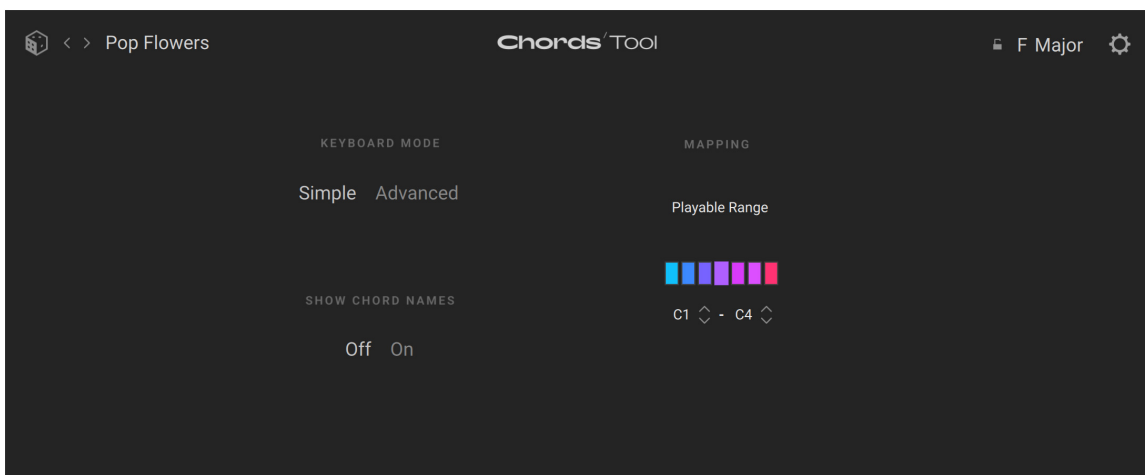 Pop Flowers
Chords'Tool
F Major
KEYBOARD MODE
Simple Advanced
SHOW CHORD NAMES
Off On
MAPPING
Playable Range
C1 - C4